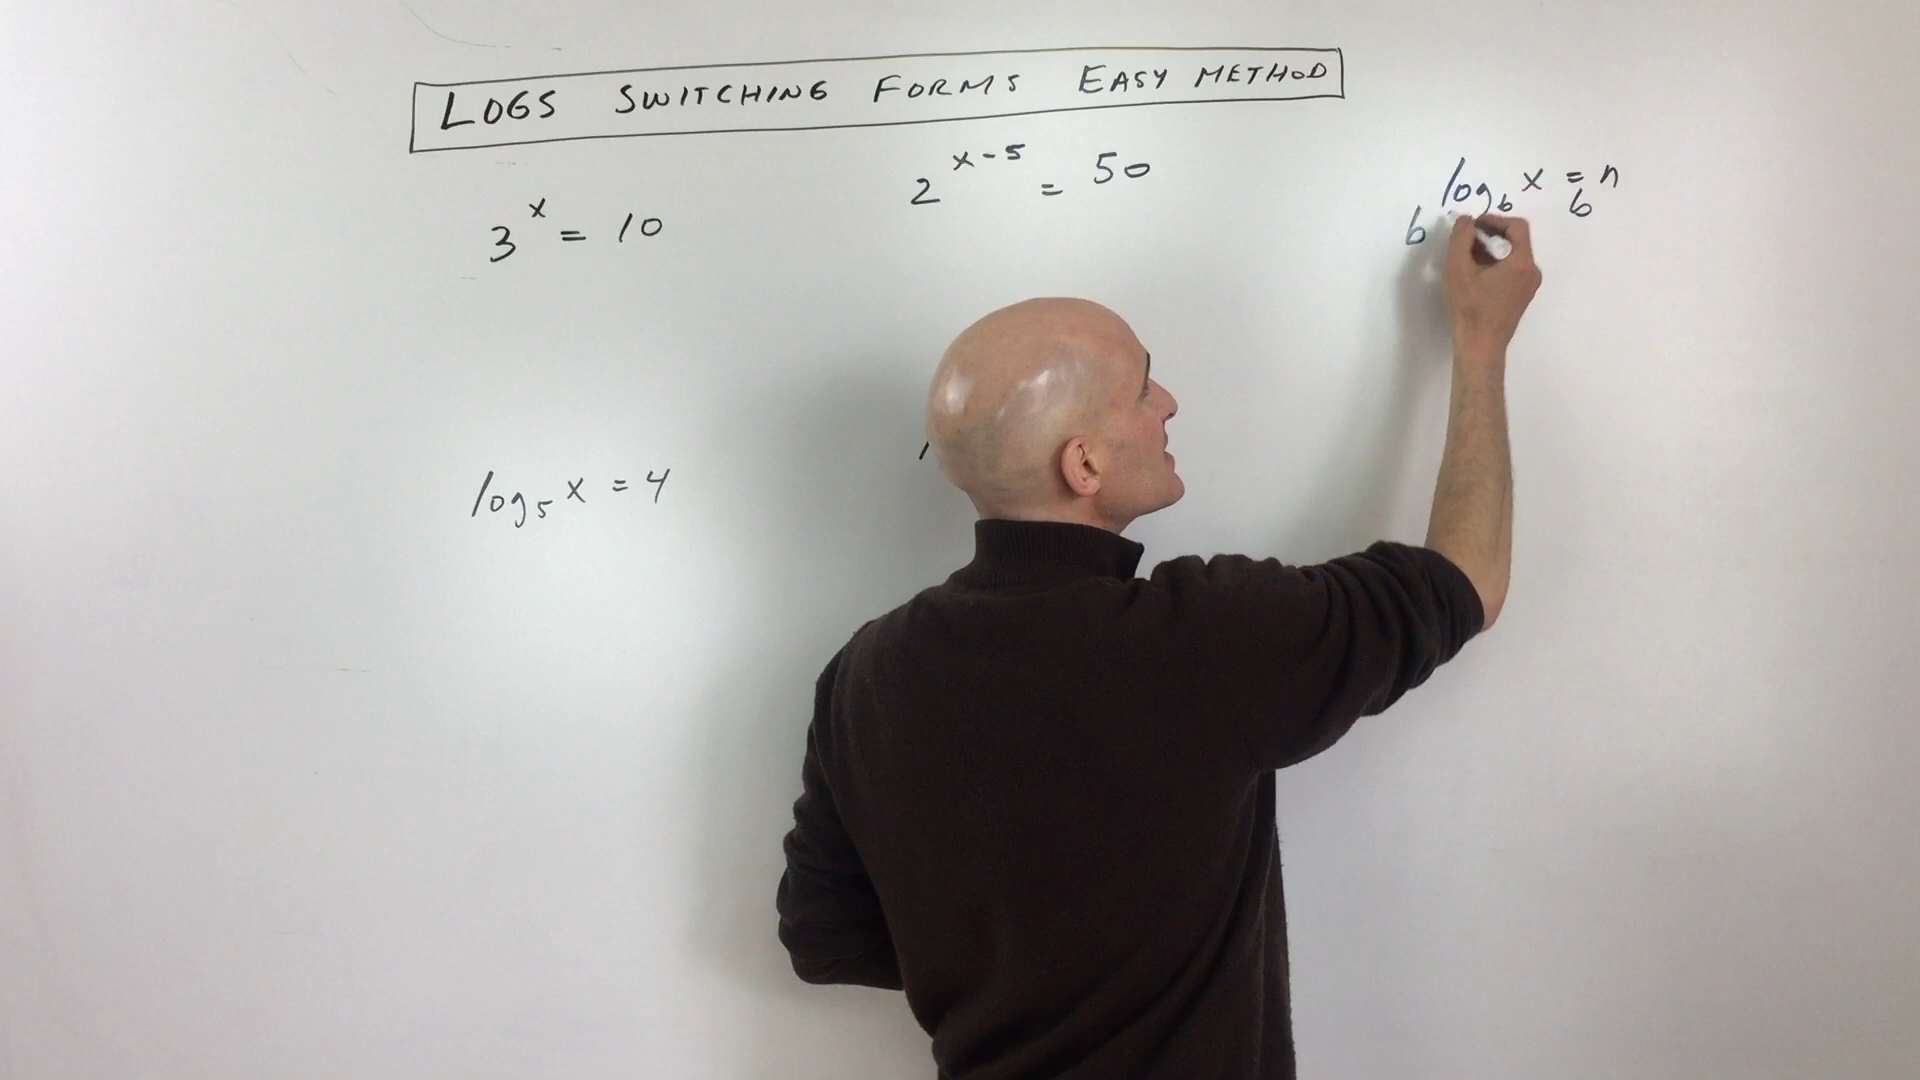 LOGS SWITCHING FORMS EASY METHOD
3^x = 10
2^(x-5) = 50
log_b x = n
b b
log_5 x = 4